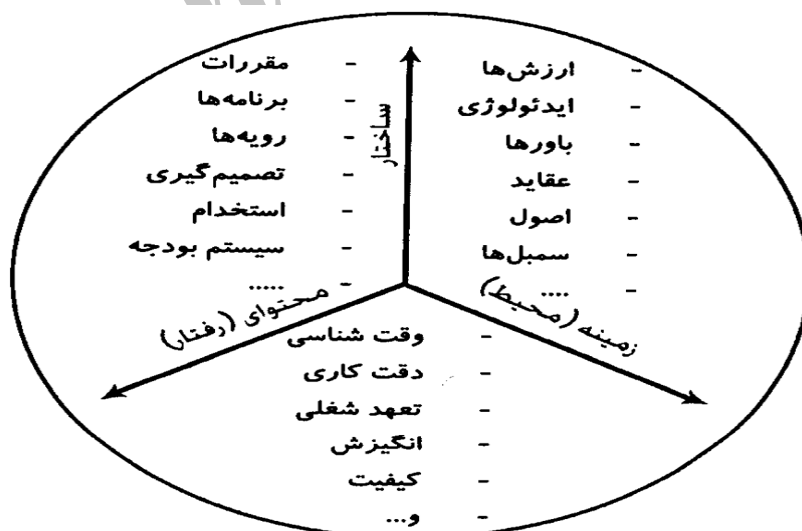 - ارزش‌ها
- ایدئولوژی
- باورها
- عقاید
- اصول
- سمبل‌ها
- ....
ساختار
- مقررات
- برنامه‌ها
- رویه‌ها
- تصمیم‌گیری
- استخدام
- سیستم بودجه
- .....
زمینه (محیط)
محتوای (رفتار)
- وقت شناسی
- دقت کاری
- تعهد شغلی
- انگیزش
- کیفیت
- و...